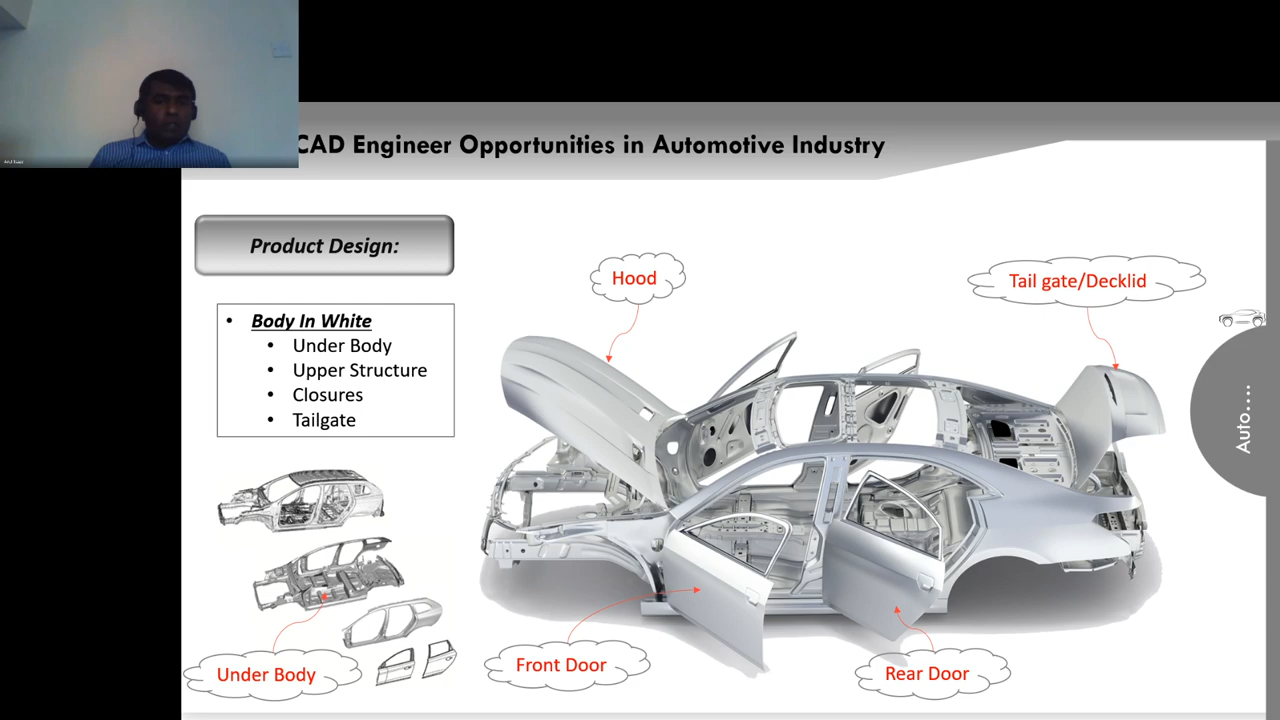 CAD Engineer Opportunities in Automotive Industry
Product Design:
• Body In White
• Under Body
• Upper Structure
• Closures
• Tailgate
Hood
Tail gate/Decklid
Auto....
Under Body
Front Door
Rear Door